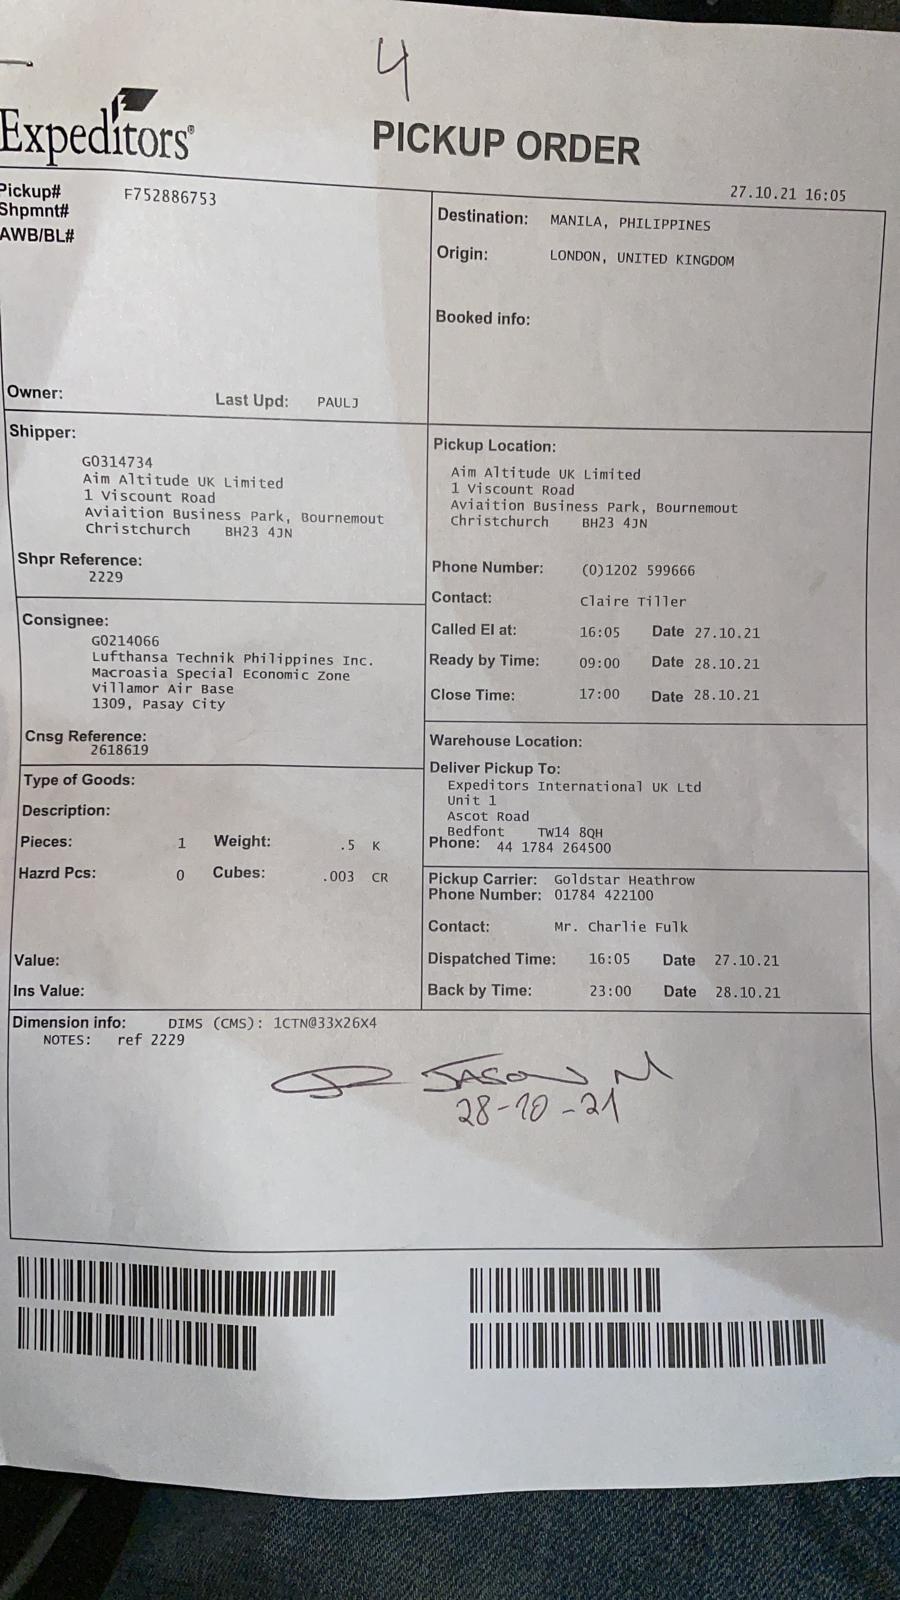 4
Expeditors®
PICKUP ORDER
27.10.21 16:05
Pickup# F752886753
Shpmnt#
AWB/BL#
Owner:
Last Upd: PAULJ
Destination: MANILA, PHILIPPINES
Origin: LONDON, UNITED KINGDOM
Booked info:
Shipper:
G0314734
Aim Altitude UK Limited
1 Viscount Road
Aviaition Business Park, Bournemout
Christchurch BH23 4JN
Shpr Reference:
2229
Consignee:
G0214066
Lufthansa Technik Philippines Inc.
Macroasia Special Economic Zone
Villamor Air Base
1309, Pasay City
Cnsg Reference:
2618619
Type of Goods:
Description:
Pieces: 1 Weight: .5 K
Hazrd Pcs: 0 Cubes: .003 CR
Value:
Ins Value:
Pickup Location:
Aim Altitude UK Limited
1 Viscount Road
Aviaition Business Park, Bournemout
Christchurch BH23 4JN
Phone Number: (0)1202 599666
Contact: Claire Tiller
Called EI at: 16:05 Date 27.10.21
Ready by Time: 09:00 Date 28.10.21
Close Time: 17:00 Date 28.10.21
Warehouse Location:
Deliver Pickup To:
Expeditors International UK Ltd
Unit 1
Ascot Road
Bedfont TW14 8QH
Phone: 44 1784 264500
Pickup Carrier: Goldstar Heathrow
Phone Number: 01784 422100
Contact: Mr. Charlie Fulk
Dispatched Time: 16:05 Date 27.10.21
Back by Time: 23:00 Date 28.10.21
Dimension info: DIMS (CMS): 1CTN@33X26X4
NOTES: ref 2229
JASON M
28-10-21